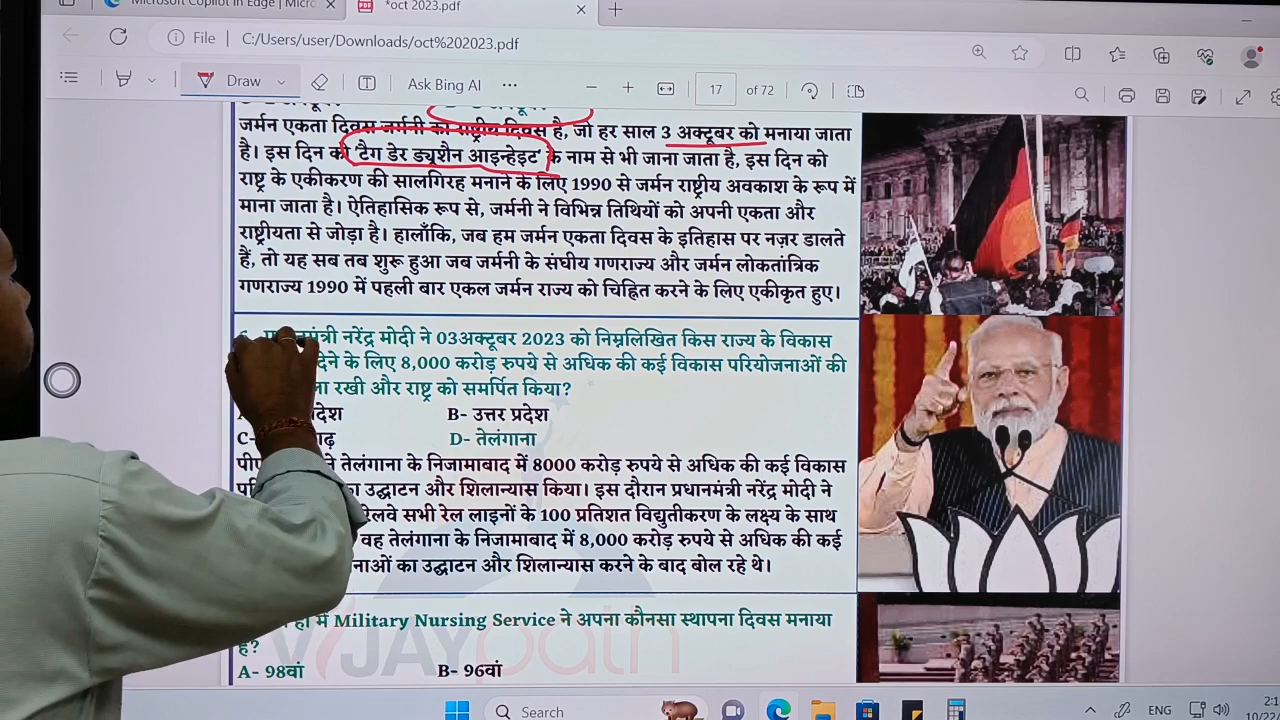 Microsoft Copilot in Edge | Micro
*oct 2023.pdf
File | C:/Users/user/Downloads/oct%202023.pdf
Draw
Ask Bing AI
17 of 72
जर्मन एकता दिवस जर्मनी का राष्ट्रीय दिवस है, जो हर साल 3 अक्टूबर को मनाया जाता
है। इस दिन को 'टैग डेर ड्यूशैन आइन्हेइट' के नाम से भी जाना जाता है, इस दिन को
राष्ट्र के एकीकरण की सालगिरह मनाने के लिए 1990 से जर्मन राष्ट्रीय अवकाश के रूप में
माना जाता है। ऐतिहासिक रूप से, जर्मनी ने विभिन्न तिथियों को अपनी एकता और
राष्ट्रीयता से जोड़ा है। हालाँकि, जब हम जर्मन एकता दिवस के इतिहास पर नज़र डालते
हैं, तो यह सब तब शुरू हुआ जब जर्मनी के संघीय गणराज्य और जर्मन लोकतांत्रिक
गणराज्य 1990 में पहली बार एकल जर्मन राज्य को चिह्नित करने के लिए एकीकृत हुए।
नरेंद्र मोदी ने 03अक्टूबर 2023 को निम्नलिखित किस राज्य के विकास
देने के लिए 8,000 करोड़ रुपये से अधिक की कई विकास परियोजनाओं की
रखी और राष्ट्र को समर्पित किया?
B- उत्तर प्रदेश
C-
D- तेलंगाना
तेलंगाना के निजामाबाद में 8000 करोड़ रुपये से अधिक की कई विकास
का उद्घाटन और शिलान्यास किया। इस दौरान प्रधानमंत्री नरेंद्र मोदी ने
रेलवे सभी रेल लाइनों के 100 प्रतिशत विद्युतीकरण के लक्ष्य के साथ
वह तेलंगाना के निजामाबाद में 8,000 करोड़ रुपये से अधिक की कई
का उद्घाटन और शिलान्यास करने के बाद बोल रहे थे।
में Military Nursing Service ने अपना कौनसा स्थापना दिवस मनाया
है?
A- 98वां
B- 96वां
VIJAY path
Search
ENG